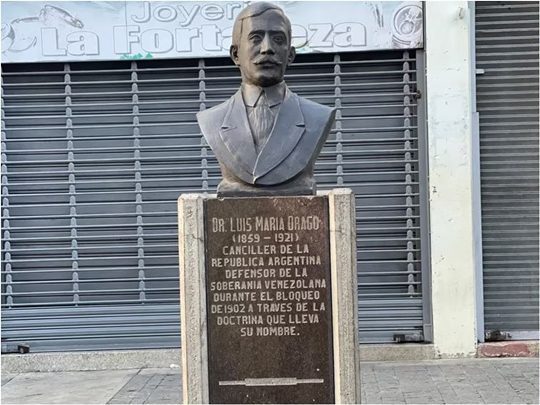 Joyería
La Fortaleza
DR. LUIS MARIA DRAGO
(1859 – 1921)
CANCILLER DE LA
REPUBLICA ARGENTINA
DEFENSOR DE LA
SOBERANIA VENEZOLANA
DURANTE EL BLOQUEO
DE 1902 A TRAVES DE LA
DOCTRINA QUE LLEVA
SU NOMBRE.